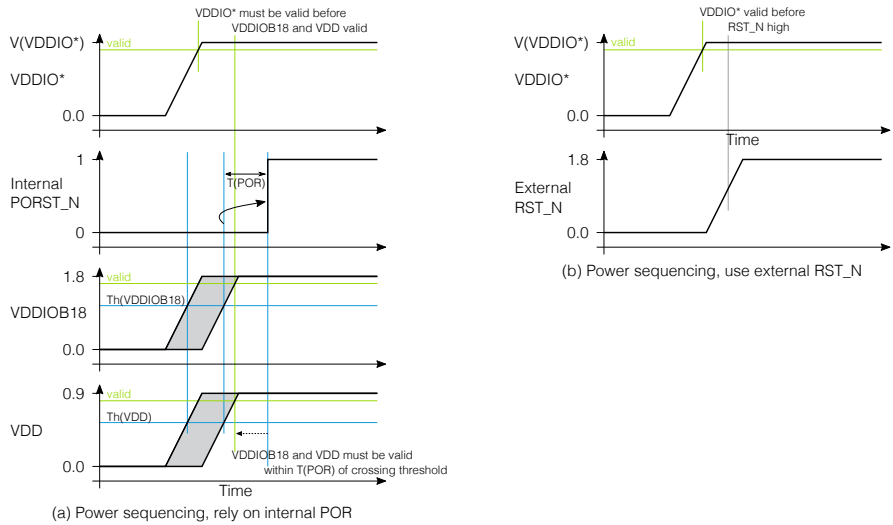 VDDIO* must be valid before
VDDIOB18 and VDD valid
V(VDDIO*)
valid
VDDIO*
0.0
1
Internal
PORST_N
T(POR)
0
1.8
valid
Th(VDDIOB18)
VDDIOB18
0.0
0.9
valid
Th(VDD)
VDD
VDDIOB18 and VDD must be valid
within T(POR) of crossing threshold
0.0
Time
(a) Power sequencing, rely on internal POR
VDDIO* valid before
RST_N high
V(VDDIO*)
valid
VDDIO*
0.0
Time
1.8
External
RST_N
0.0
(b) Power sequencing, use external RST_N